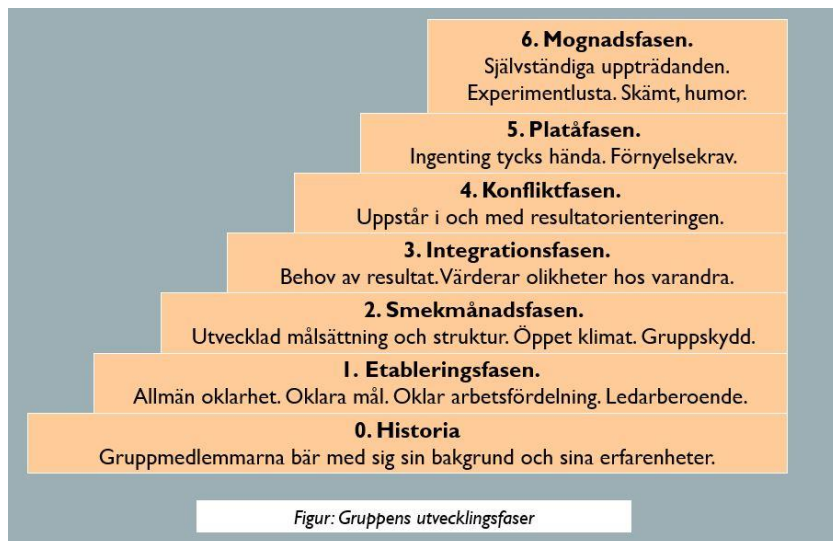 6. Mognadsfasen.
Självständiga uppträdanden.
Experimentlusta. Skämt, humor.
5. Platåfasen.
Ingenting tycks hända. Förnyelsekrav.
4. Konfliktfasen.
Uppstår i och med resultatorienteringen.
3. Integrationsfasen.
Behov av resultat. Värderar olikheter hos varandra.
2. Smekmånadsfasen.
Utvecklad målsättning och struktur. Öppet klimat. Gruppskydd.
1. Etableringsfasen.
Allmän oklarhet. Oklara mål. Oklar arbetsfördelning. Ledarberoende.
0. Historia
Gruppmedlemmarna bär med sig sin bakgrund och sina erfarenheter.
Figur: Gruppens utvecklingsfaser